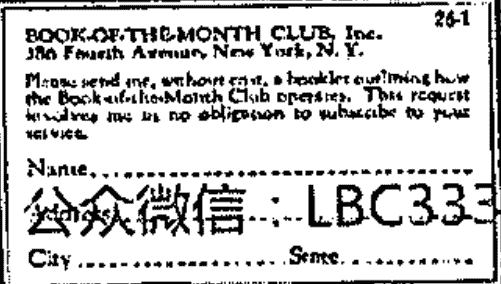 26-1
BOOK-OF-THE-MONTH CLUB, Inc.
386 Fourth Avenue, New York, N. Y.
Please send me, without cost, a booklet outlining how
the Book-of-the-Month Club operates. This request
involves me in no obligation to subscribe to your
service.
Name
公众微信：LBC333
City State